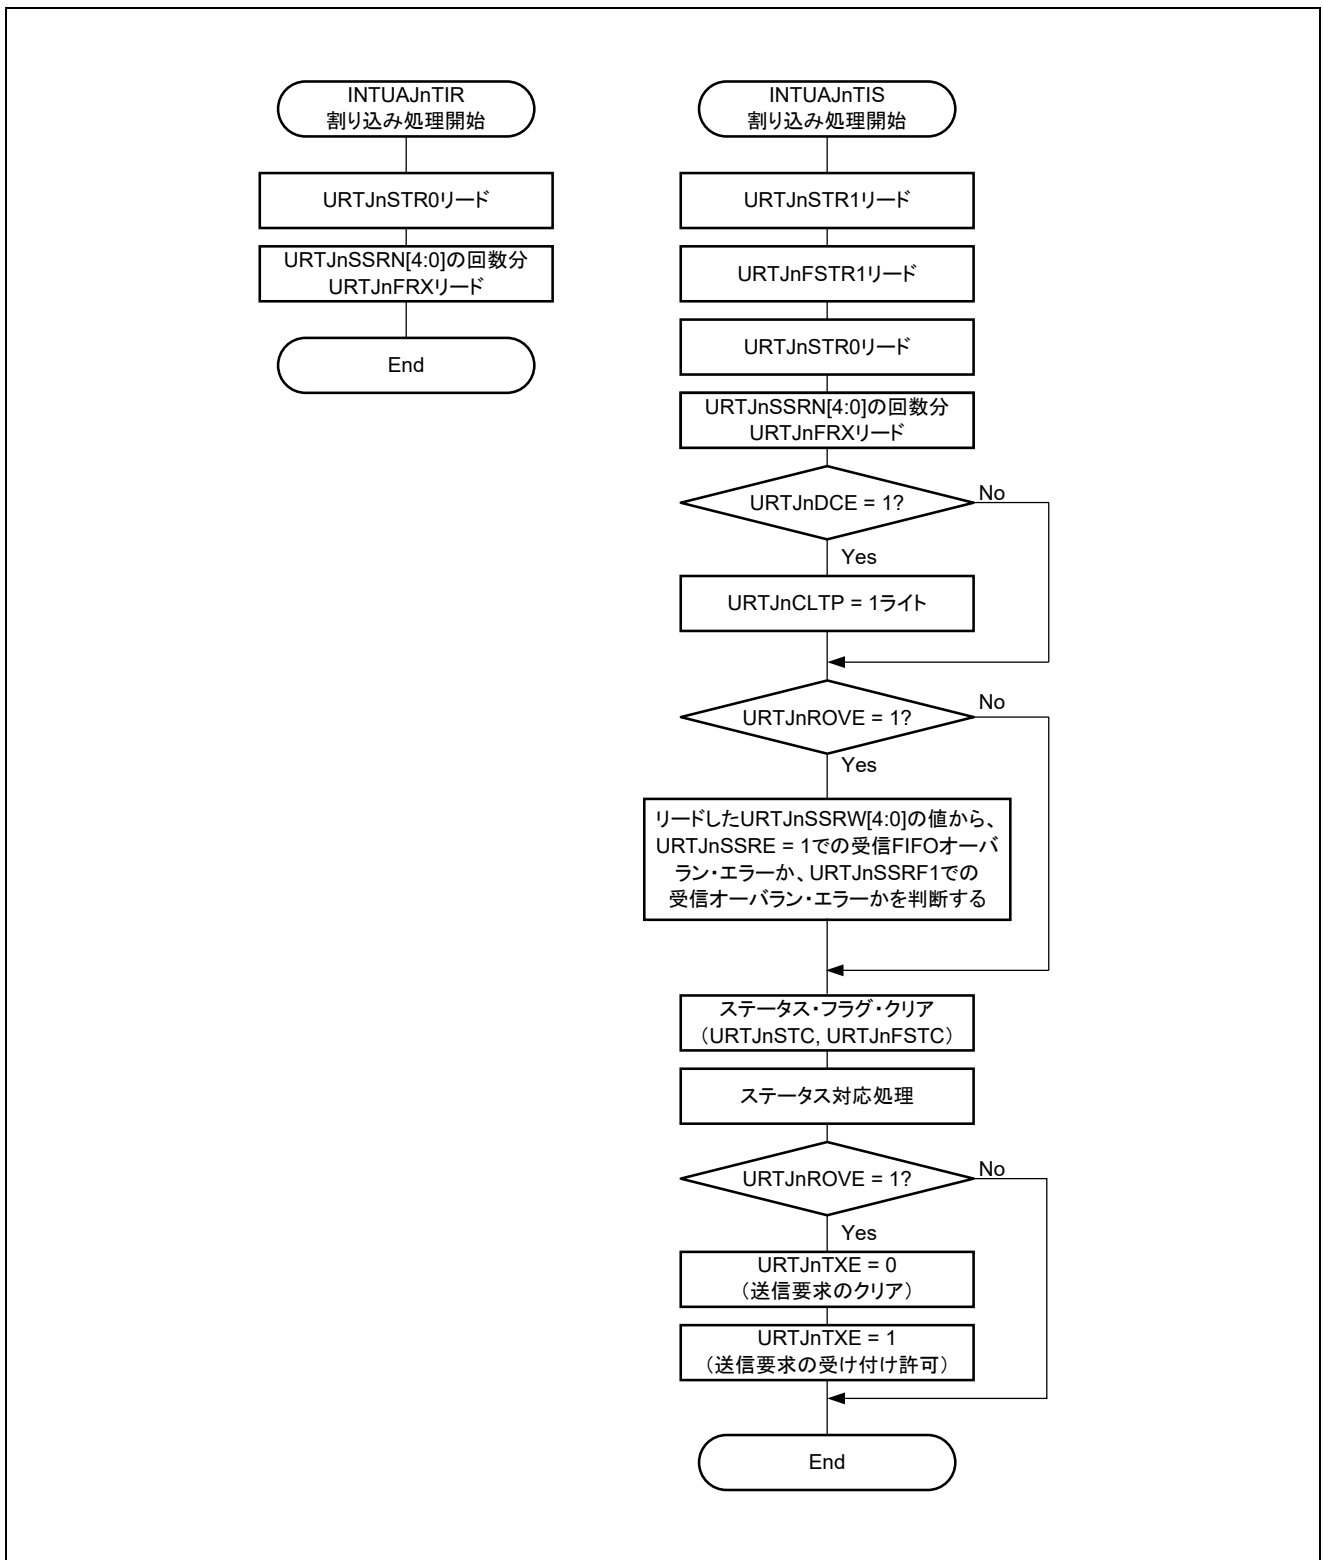 INTUAJnTIR
割り込み処理開始
URTJnSTR0リード
URTJnSSRN[4:0]の回数分
URTJnFRXリード
End
INTUAJnTIS
割り込み処理開始
URTJnSTR1リード
URTJnFSTR1リード
URTJnSTR0リード
URTJnSSRN[4:0]の回数分
URTJnFRXリード
URTJnDCE = 1?
No
Yes
URTJnCLTP = 1ライト
URTJnROVE = 1?
No
Yes
リードしたURTJnSSRW[4:0]の値から、
URTJnSSRE = 1での受信FIFOオーバ
ラン・エラーか、URTJnSSRF1での
受信オーバラン・エラーかを判断する
ステータス・フラグ・クリア
（URTJnSTC, URTJnFSTC）
ステータス対応処理
URTJnROVE = 1?
No
Yes
URTJnTXE = 0
（送信要求のクリア）
URTJnTXE = 1
（送信要求の受け付け許可）
End